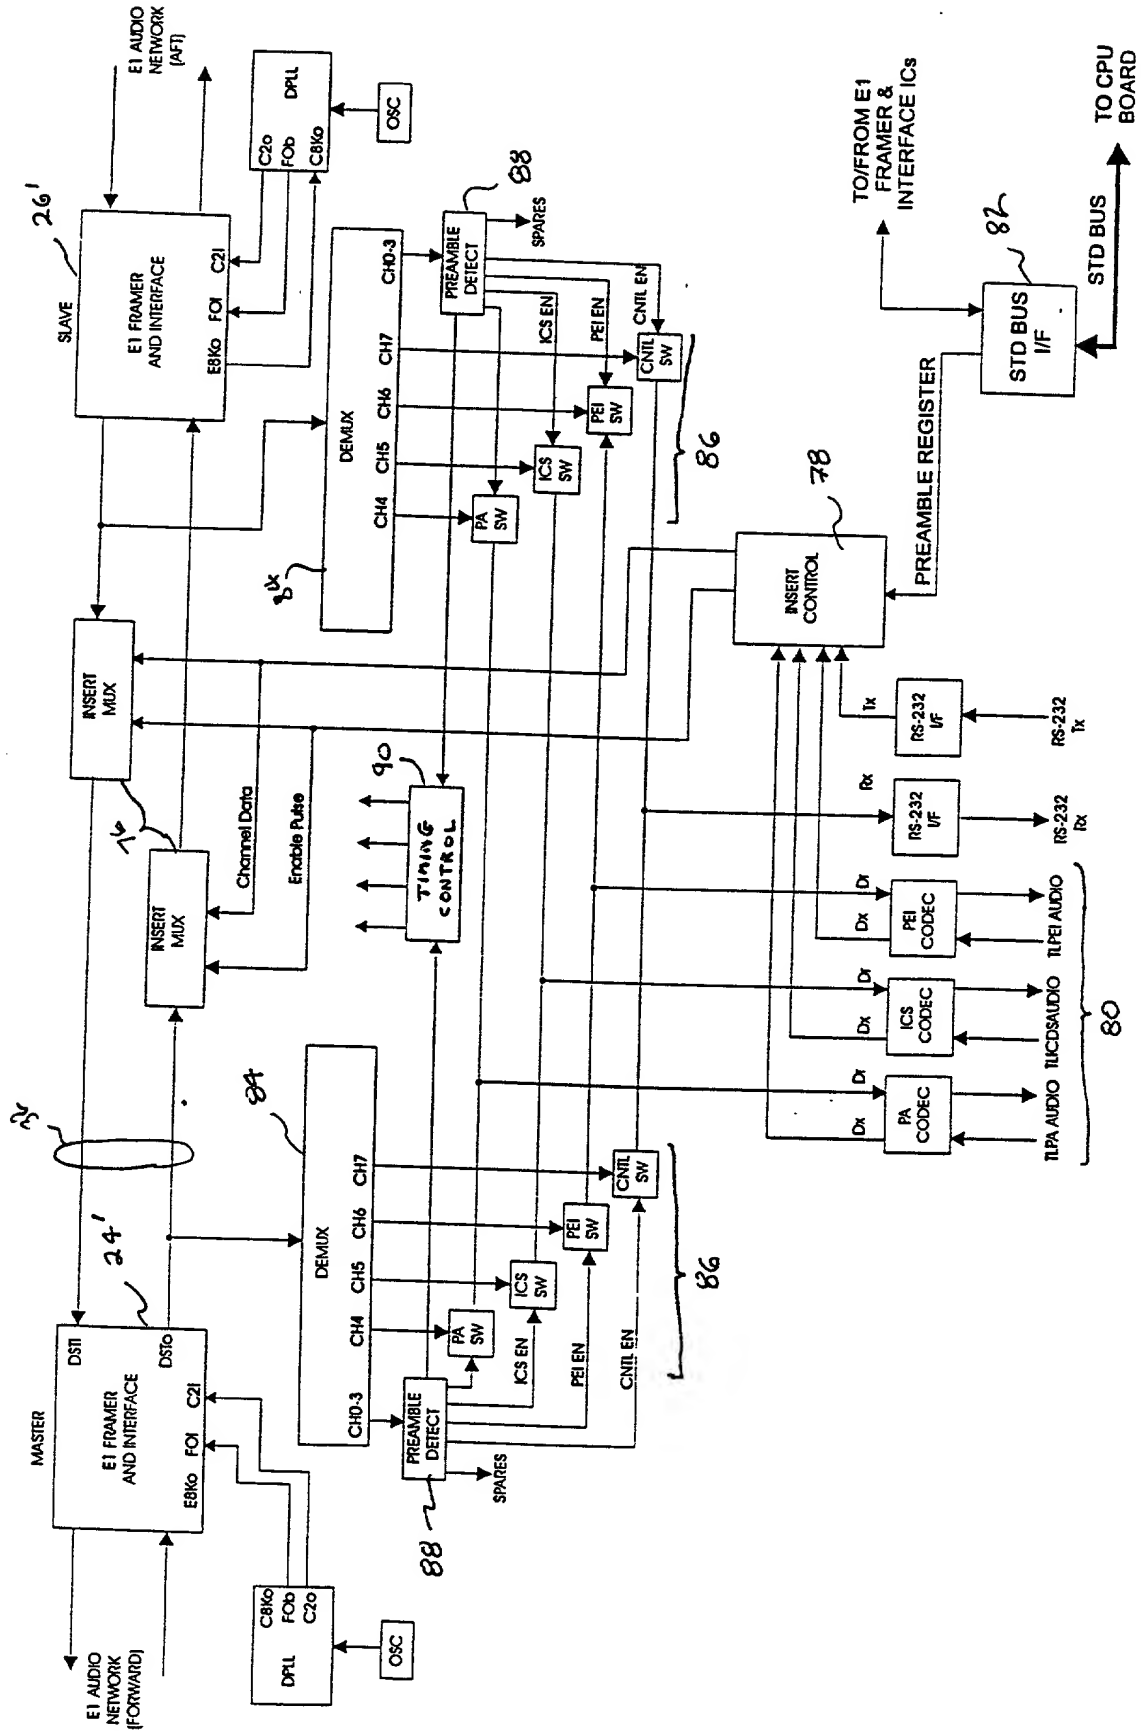 E1 AUDIO
NETWORK
(FORWARD)
MASTER
E1 FRAMER
AND INTERFACE
DSTi
DSTo
E8Ko
FOi
C2i
24'
DPLL
C8Ko
FOb
C2o
OSC
INSERT
MUX
INSERT
MUX
76
Channel Data
Enable Pulse
SLAVE
26'
E1 FRAMER
AND INTERFACE
E8Ko
FOi
C2i
E1 AUDIO
NETWORK
(AFT)
DPLL
C2o
FOb
C8Ko
OSC
84
DEMUX
CH0-3
CH4
CH5
CH6
CH7
PREAMBLE
DETECT
88
SPARES
PA
SW
ICS
SW
PEI
SW
CNTL
SW
ICS EN
PEI EN
CNTL EN
86
90
TIMING
CONTROL
DEMUX
CH4
CH5
CH6
CH7
CH0-3
PREAMBLE
DETECT
88
SPARES
PA
SW
ICS
SW
PEI
SW
CNTL
SW
ICS EN
PEI EN
CNTL EN
86
INSERT
CONTROL
78
PREAMBLE REGISTER
STD BUS
I/F
82
TO/FROM E1
FRAMER &
INTERFACE ICs
STD BUS
TO CPU
BOARD
Dx
Dr
PA
CODEC
TLPA AUDIO
Dx
Dr
ICS
CODEC
TLICDSAUDIO
Dx
Dr
PEI
CODEC
TLPEI AUDIO
80
Rx
RS-232
I/F
RS-232
Rx
Tx
RS-232
I/F
RS-232
Tx